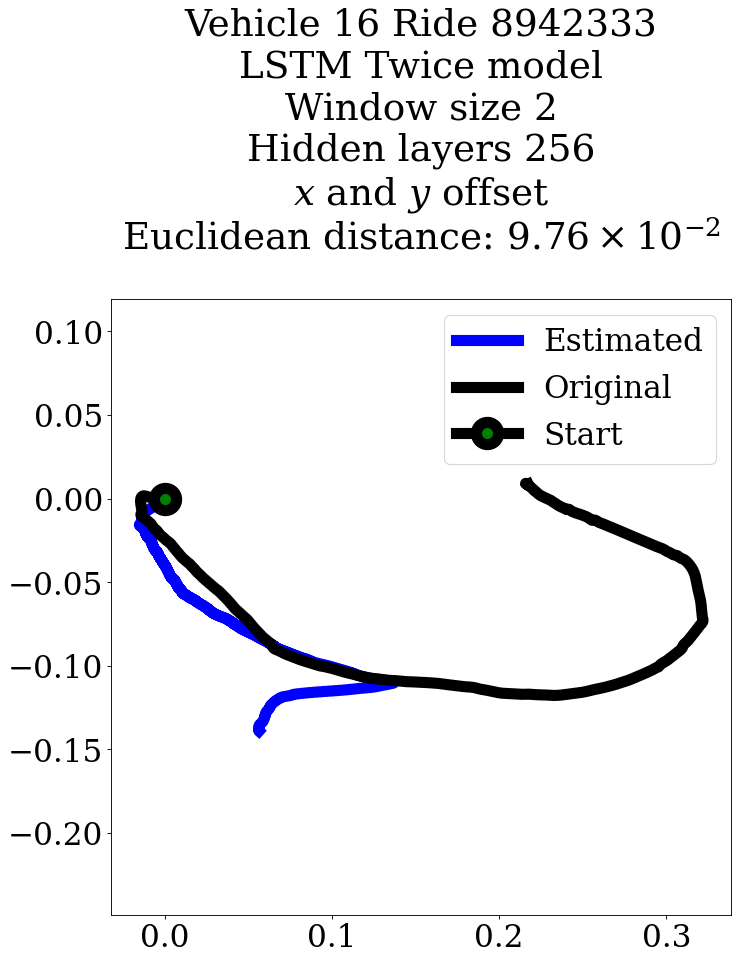 Vehicle 16 Ride 8942333
LSTM Twice model
Window size 2
Hidden layers 256
x and y offset
Euclidean distance: 9.76 × 10⁻²
Estimated
Original
Start
0.10
0.05
0.00
−0.05
−0.10
−0.15
−0.20
0.0 0.1 0.2 0.3